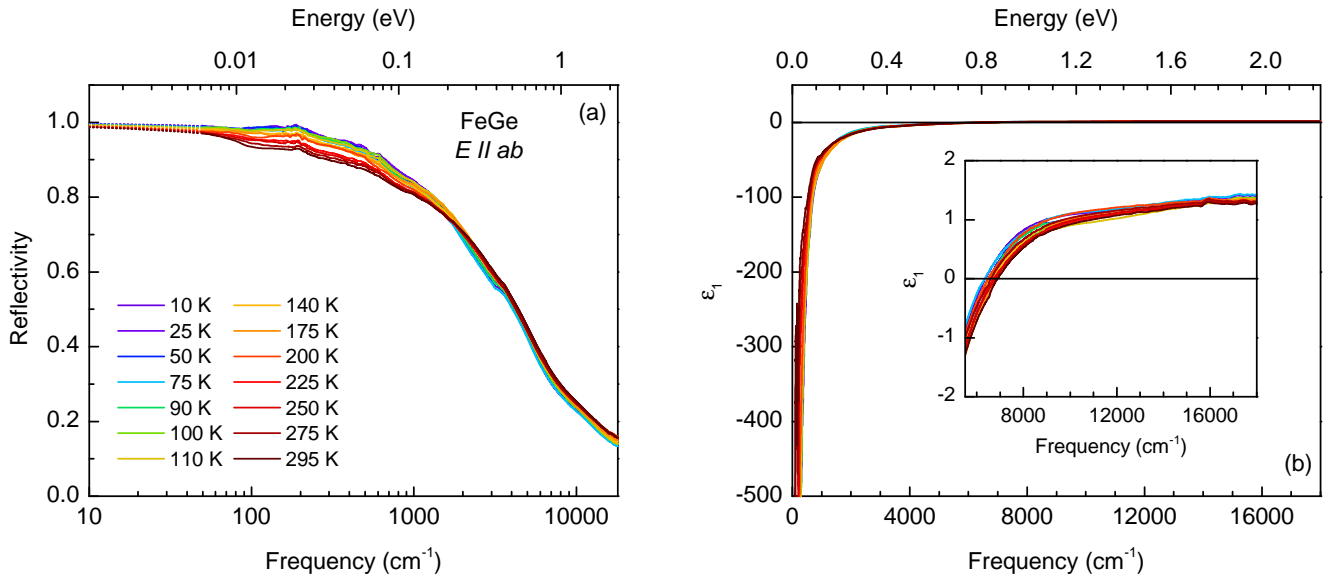 Energy (eV)
0.01 0.1 1
(a)
FeGe
E II ab
1.0
0.8
0.6
0.4
0.2
0.0
Reflectivity
10 K 140 K
25 K 175 K
50 K 200 K
75 K 225 K
90 K 250 K
100 K 275 K
110 K 295 K
10 100 1000 10000
Frequency (cm⁻¹)
Energy (eV)
0.0 0.4 0.8 1.2 1.6 2.0
0
-100
-200
-300
-400
-500
ε₁
2
1
0
-1
-2
ε₁
8000 12000 16000
Frequency (cm⁻¹)
(b)
0 4000 8000 12000 16000
Frequency (cm⁻¹)